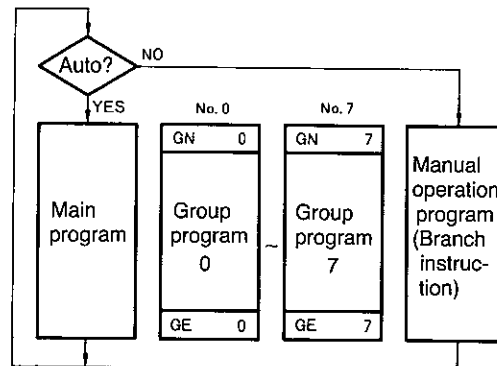 Auto?
NO
YES
Main
program
No. 0
GN 0
Group
program
0
GE 0
~
No. 7
GN 7
Group
program
7
GE 7
Manual
operation
program
(Branch
instruc-
tion)